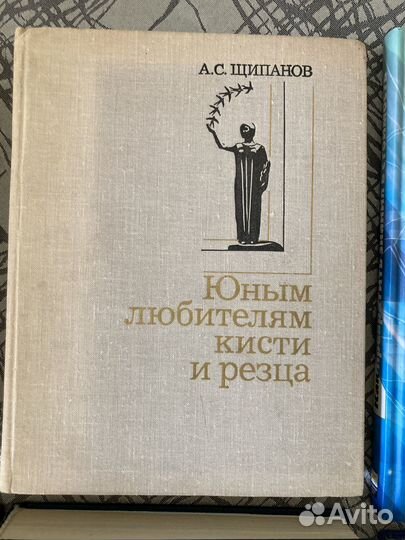 А.С. ЩИПАНОВ
Юным
любителям
кисти
и резца
Avito